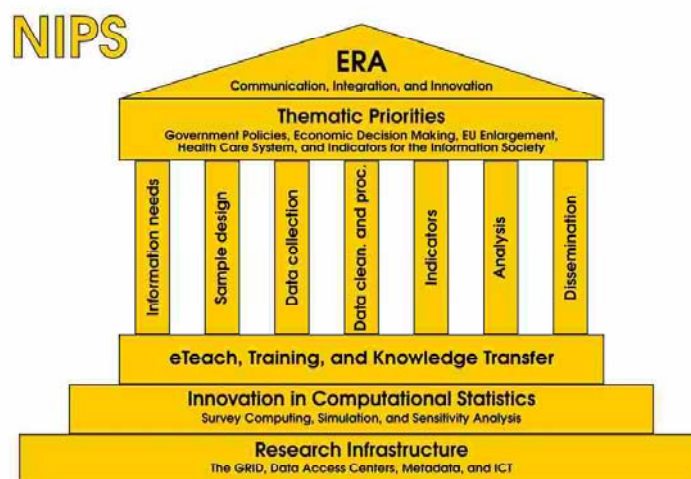 NIPS
ERA
Communication, Integration, and Innovation
Thematic Priorities
Government Policies, Economic Decision Making, EU Enlargement,
Health Care System, and Indicators for the Information Society
Information needs
Sample design
Data collection
Data clean. and proc.
Indicators
Analysis
Dissemination
eTeach, Training, and Knowledge Transfer
Innovation in Computational Statistics
Survey Computing, Simulation, and Sensitivity Analysis
Research Infrastructure
The GRID, Data Access Centers, Metadata, and ICT